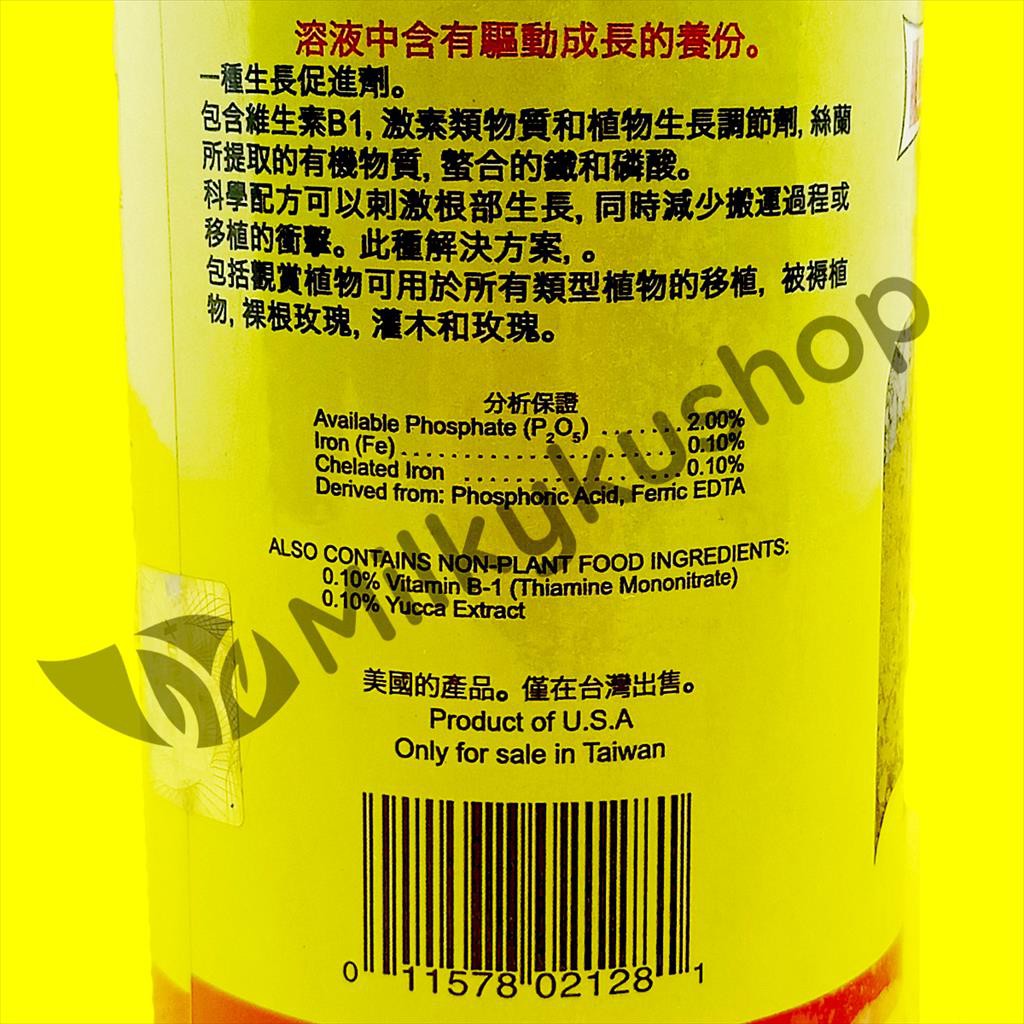 溶液中含有驅動成長的養份。
一種生長促進劑。
包含維生素B1, 激素類物質和植物生長調節劑, 絲蘭
所提取的有機物質, 螯合的鐵和磷酸。
科學配方可以刺激根部生長, 同時減少搬運過程或
移植的衝擊。此種解決方案, 。
包括觀賞植物可用於所有類型植物的移植, 被褥植
物, 裸根玫瑰, 灌木和玫瑰。
分析保證
Available Phosphate (P₂O₅) ....... 2.00%
Iron (Fe) .......................... 0.10%
Chelated Iron .................. 0.10%
Derived from: Phosphoric Acid, Ferric EDTA
ALSO CONTAINS NON-PLANT FOOD INGREDIENTS:
0.10% Vitamin B-1 (Thiamine Mononitrate)
0.10% Yucca Extract
Milkykushop
美國的產品。僅在台灣出售。
Product of U.S.A
Only for sale in Taiwan
0 11578 02128 1